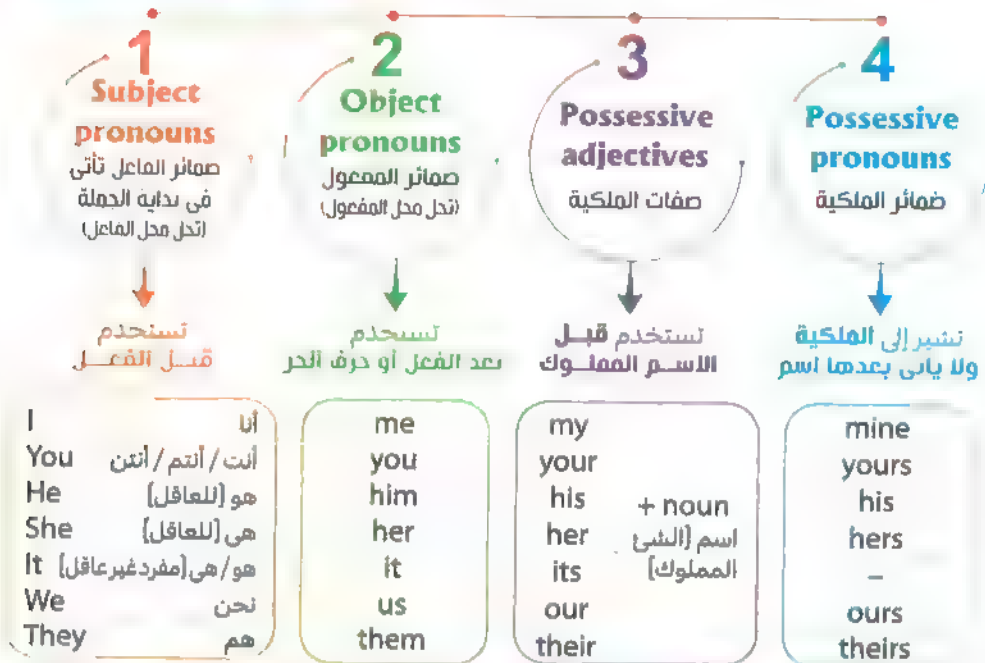 1
Subject
pronouns
ضمائر الفاعل تأتى
فى بداية الجملة
(تحل محل الفاعل)
تستخدم
قبل الفعل
I أنا
You أنت / أنتم / أنتن
He هو [للعاقل]
She هى [للعاقل]
It هو/هى [مفرد غير عاقل]
We نحن
They هم
2
Object
pronouns
ضمائر المفعول
(تحل محل المفعول)
تستخدم
بعد الفعل أو حرف الجر
me
you
him
her
it
us
them
3
Possessive
adjectives
صفات الملكية
تستخدم قبل
الاسم المملوك
my
your
his
her
its
our
their
+ noun
اسم [الشئ
المملوك]
4
Possessive
pronouns
ضمائر الملكية
تشير إلى الملكية
ولا يأتى بعدها اسم
mine
yours
his
hers
–
ours
theirs